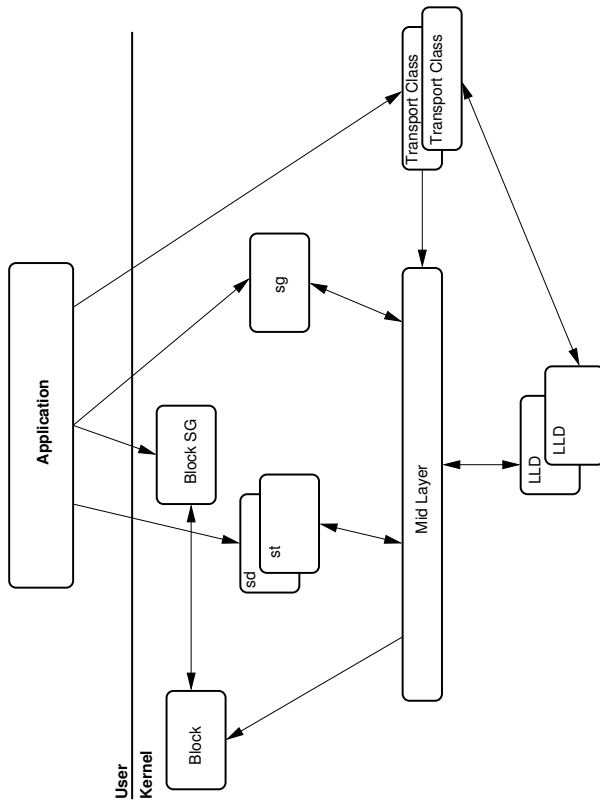 Application
User
Kernel
Block
Block SG
sd
st
sg
Transport Class
Transport Class
Mid Layer
LLD
LLD